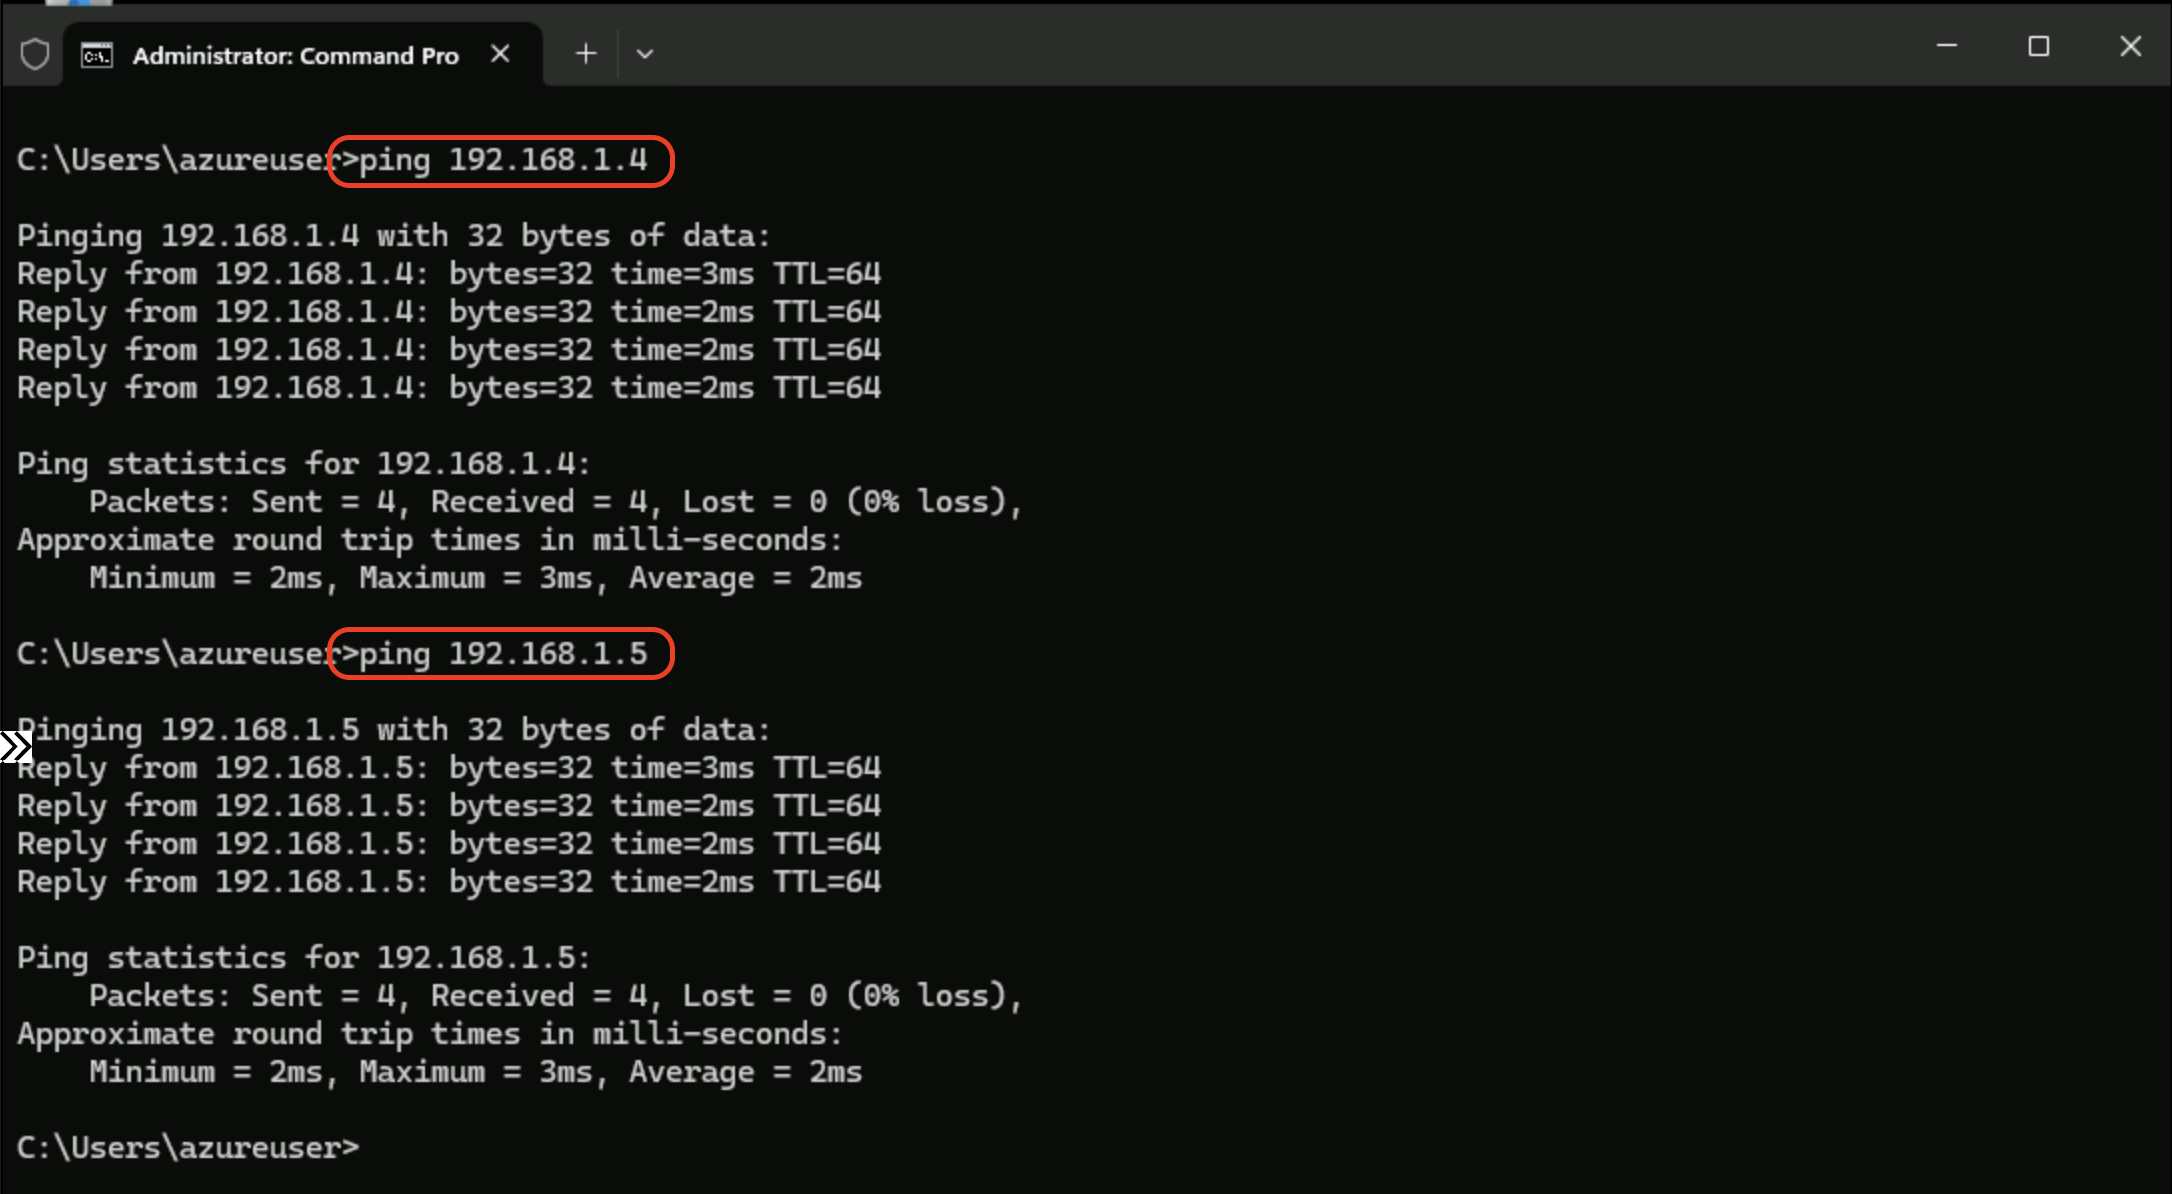 Administrator: Command Pro
C:\Users\azureuser>ping 192.168.1.4
Pinging 192.168.1.4 with 32 bytes of data:
Reply from 192.168.1.4: bytes=32 time=3ms TTL=64
Reply from 192.168.1.4: bytes=32 time=2ms TTL=64
Reply from 192.168.1.4: bytes=32 time=2ms TTL=64
Reply from 192.168.1.4: bytes=32 time=2ms TTL=64
Ping statistics for 192.168.1.4:
    Packets: Sent = 4, Received = 4, Lost = 0 (0% loss),
Approximate round trip times in milli-seconds:
    Minimum = 2ms, Maximum = 3ms, Average = 2ms
C:\Users\azureuser>ping 192.168.1.5
Pinging 192.168.1.5 with 32 bytes of data:
Reply from 192.168.1.5: bytes=32 time=3ms TTL=64
Reply from 192.168.1.5: bytes=32 time=2ms TTL=64
Reply from 192.168.1.5: bytes=32 time=2ms TTL=64
Reply from 192.168.1.5: bytes=32 time=2ms TTL=64
Ping statistics for 192.168.1.5:
    Packets: Sent = 4, Received = 4, Lost = 0 (0% loss),
Approximate round trip times in milli-seconds:
    Minimum = 2ms, Maximum = 3ms, Average = 2ms
C:\Users\azureuser>